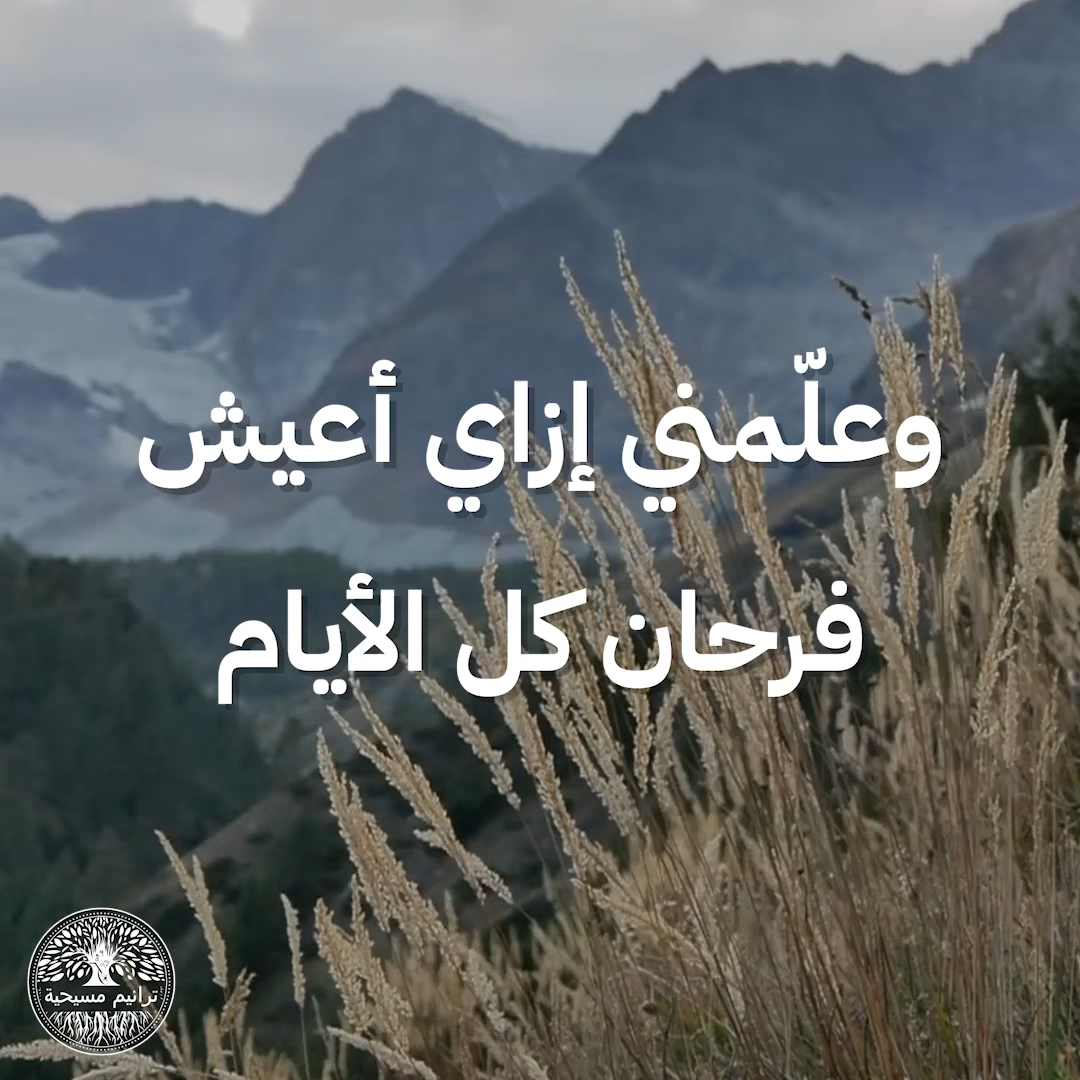 وعلّمني إزاي أعيش
فرحان كل الأيام
ترانيم مسيحية